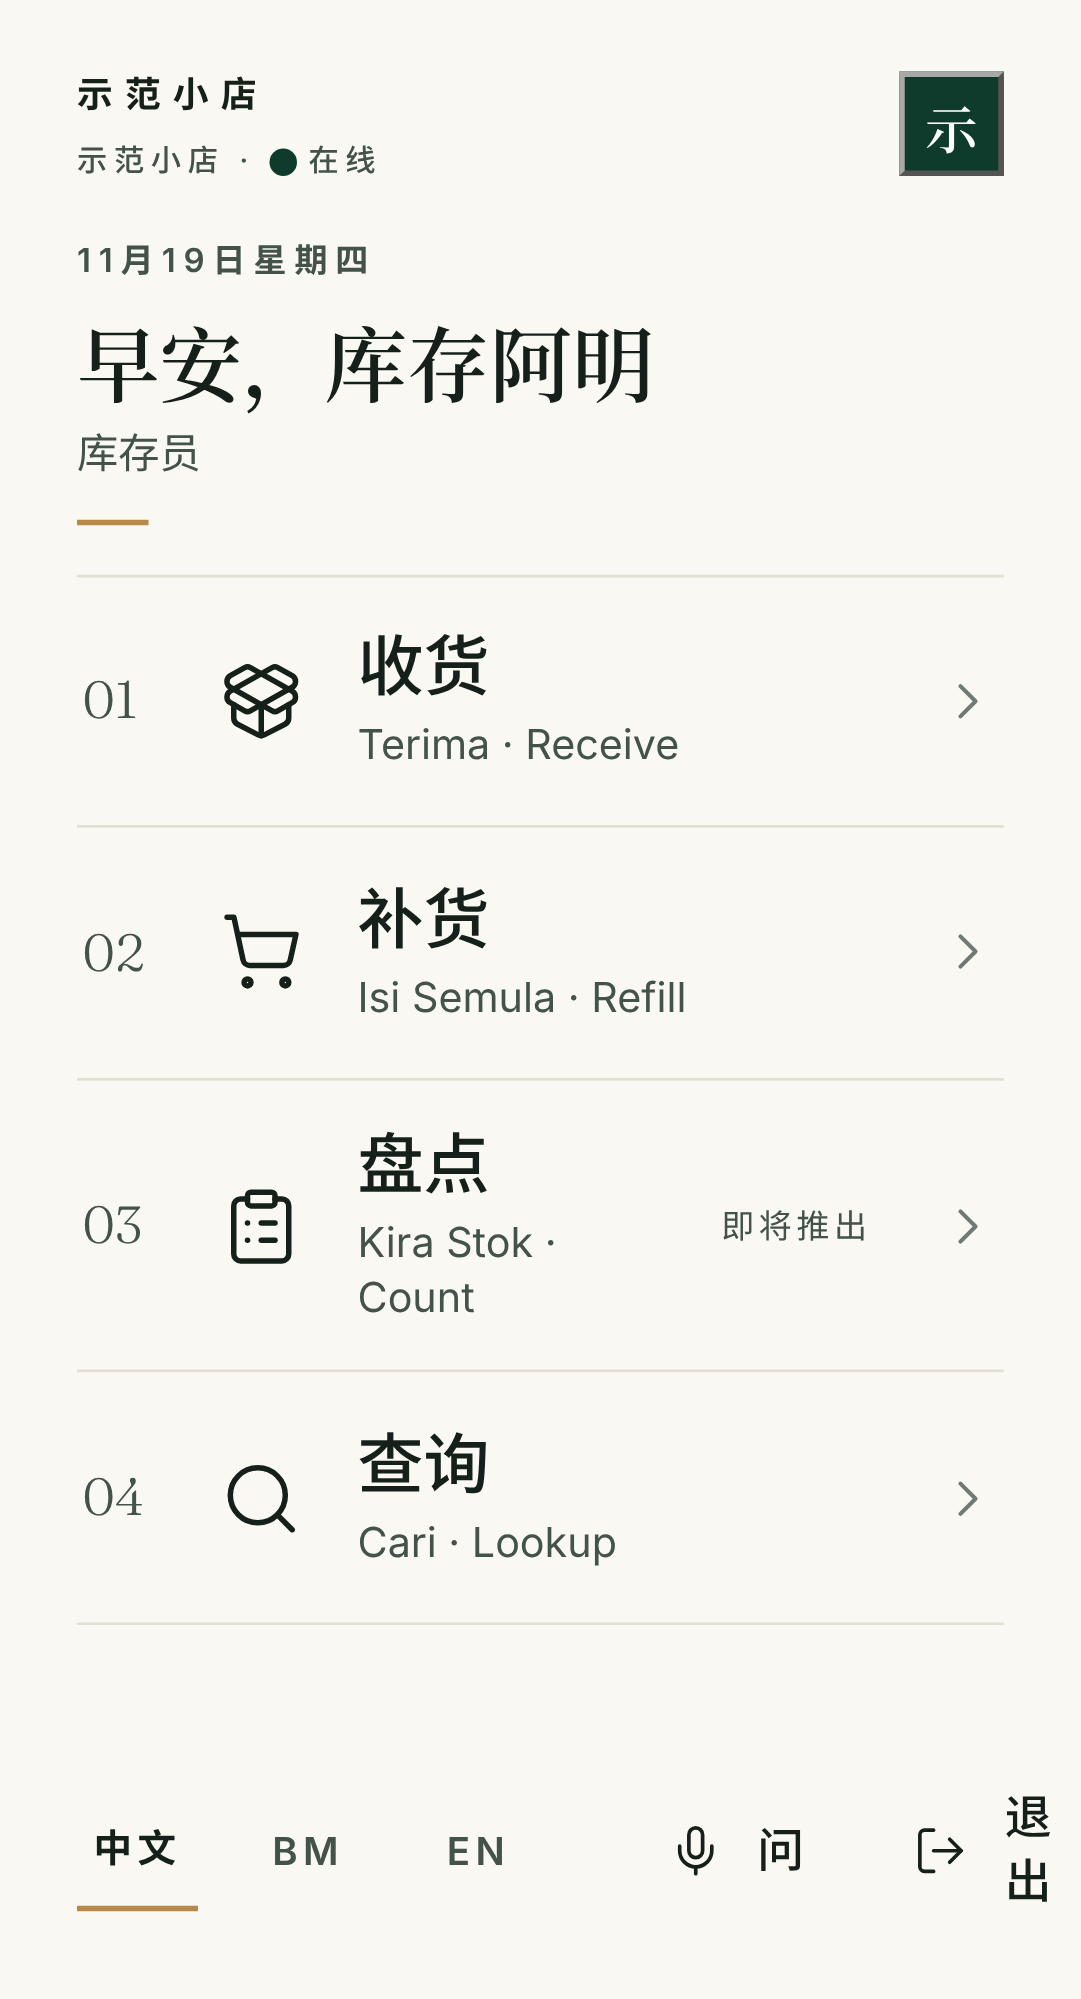 示范小店
示范小店 · 在线
示
11月19日星期四
早安，库存阿明
库存员
01
收货
Terima · Receive
02
补货
Isi Semula · Refill
03
盘点
Kira Stok ·
Count
即将推出
04
查询
Cari · Lookup
中文
BM
EN
问
退
出